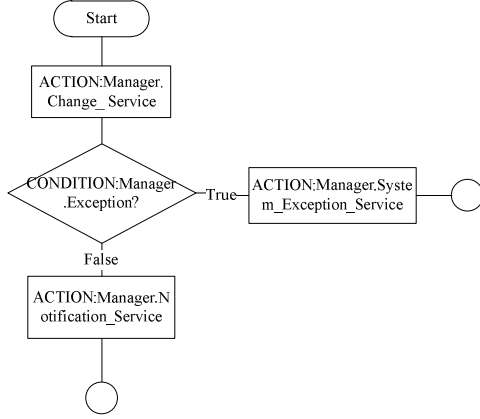 Start
ACTION:Manager.
Change_ Service
CONDITION:Manager
.Exception?
True
ACTION:Manager.Syste
m_Exception_Service
False
ACTION:Manager.N
otification_Service